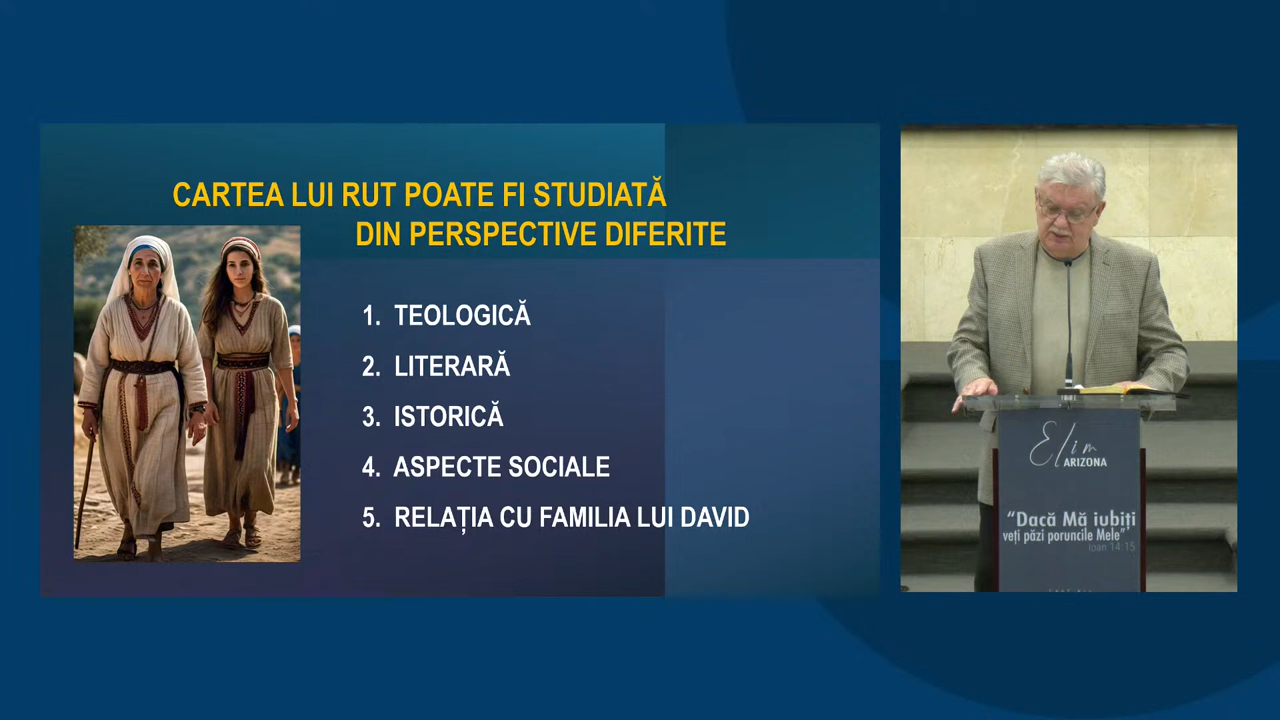 CARTEA LUI RUT POATE FI STUDIATĂ
DIN PERSPECTIVE DIFERITE
1. TEOLOGICĂ
2. LITERARĂ
3. ISTORICĂ
4. ASPECTE SOCIALE
5. RELAȚIA CU FAMILIA LUI DAVID
Elim
ARIZONA
“Dacă Mă iubiți
veți păzi poruncile Mele”
Ioan 14:15